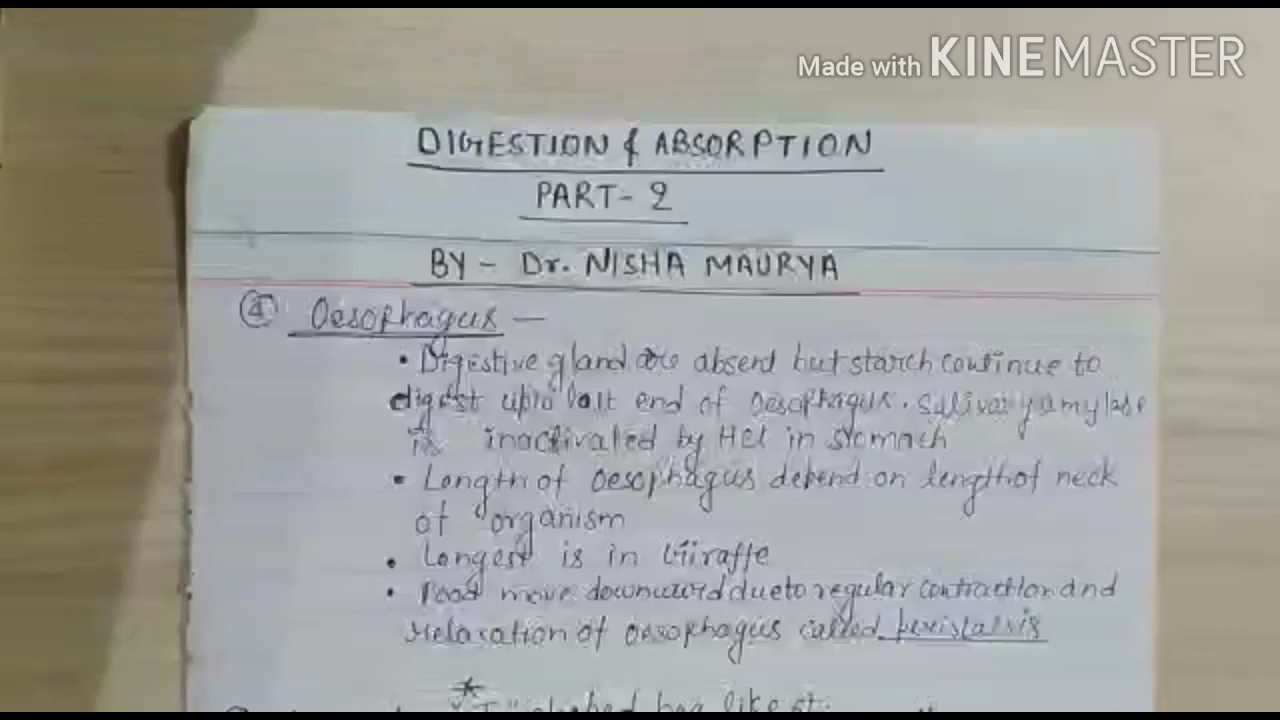 Made with KINEMASTER
DIGESTION & ABSORPTION
PART- 2
BY - Dr. NISHA MAURYA
④ Oesophagus —
• Digestive gland are absent but starch continue to
digest upto last end of oesophagus. Salivary amylase
is inactivated by HCl in stomach
• Length of oesophagus depend on length of neck
of organism
• Longest is in Giraffe
• Food move downward due to regular contraction and
relaxation of oesophagus called peristalsis
* shaped bag like